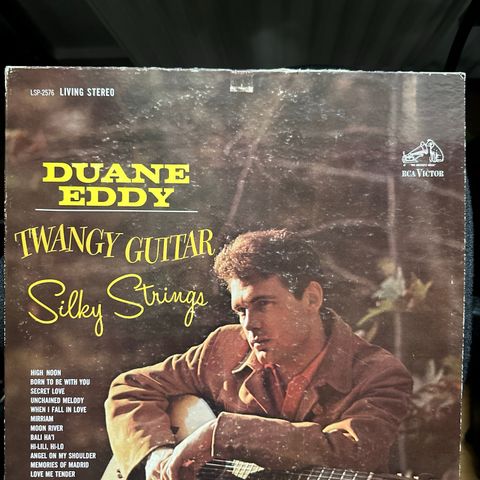 LSP-2576 LIVING STEREO
DUANE
EDDY
RCA VICTOR
TWANGY GUITAR
Silky Strings
HIGH NOON
BORN TO BE WITH YOU
SECRET LOVE
UNCHAINED MELODY
WHEN I FALL IN LOVE
MIRRIAM
MOON RIVER
BALI HA'I
HI-LILI, HI-LO
ANGEL ON MY SHOULDER
MEMORIES OF MADRID
LOVE ME TENDER